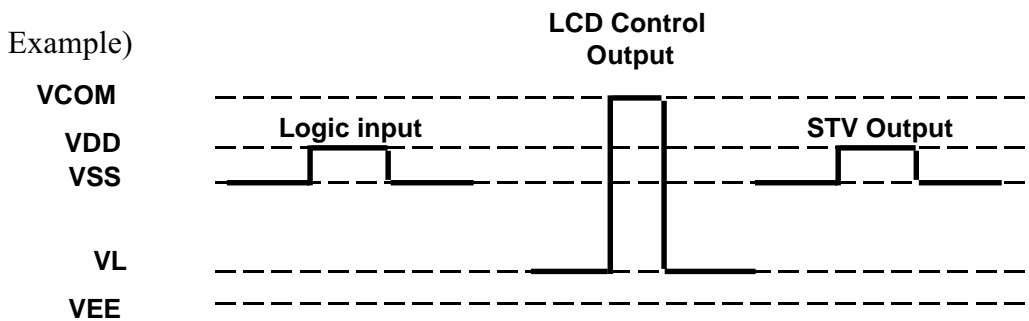 LCD Control
Output
Example)
VCOM
Logic input
STV Output
VDD
VSS
VL
VEE